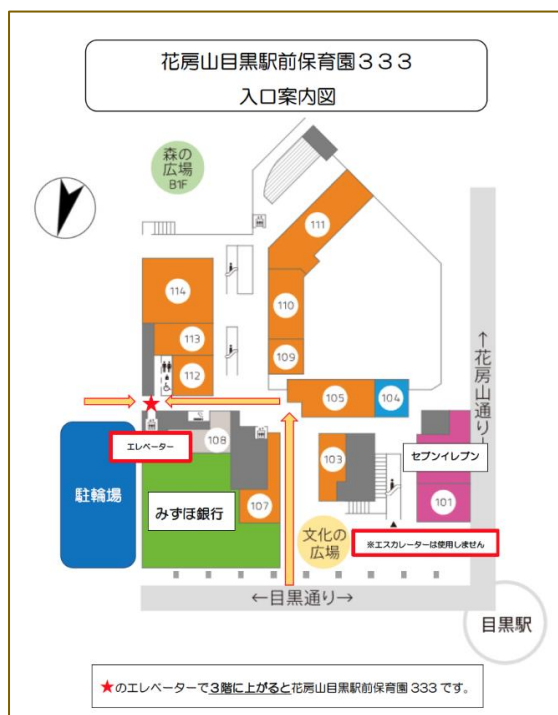 花房山目黒駅前保育園３３３
入口案内図
森の
広場
B1F
111
114
110
113
109
112
105
104
↑花房山通り↓
エレベーター
108
103
セブンイレブン
駐輪場
みずほ銀行
107
101
文化の
広場
※エスカレーターは使用しません
←目黒通り→
目黒駅
★のエレベーターで３階に上がると花房山目黒駅前保育園 333 です。